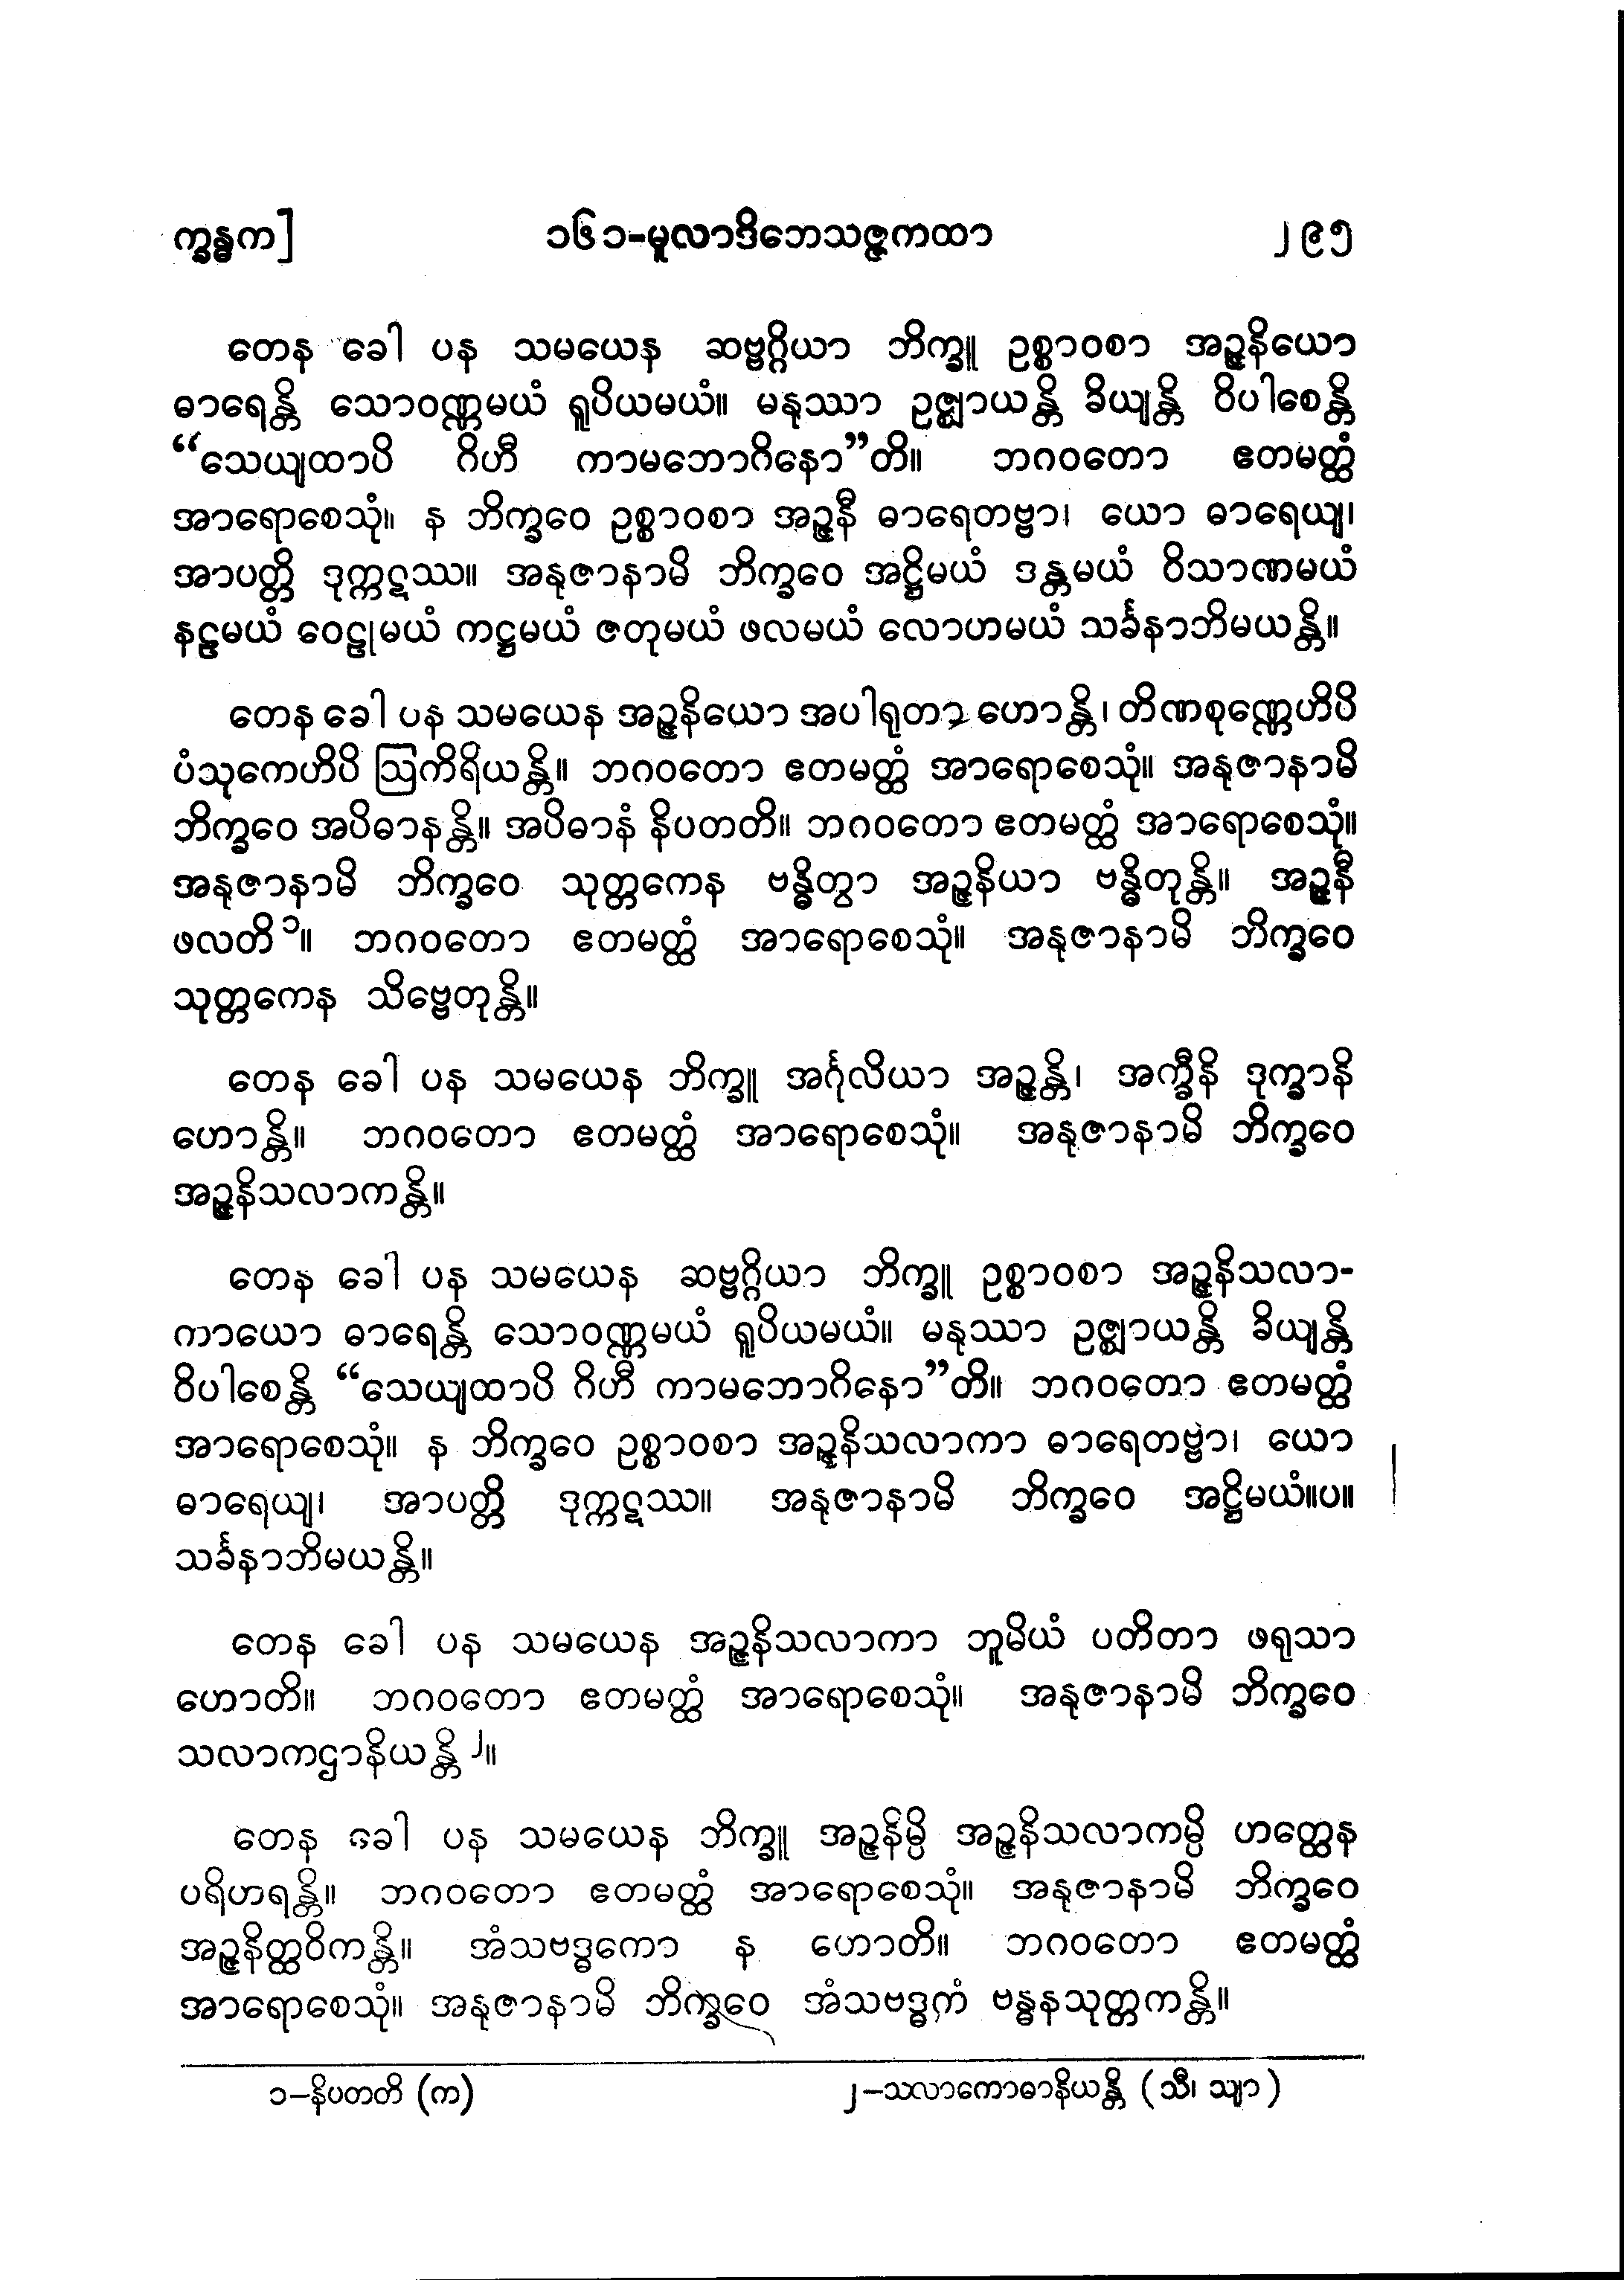 က္ခန္ဓက]
၁၆၁-မူလာဒိဘေသဇ္ဇကထာ
၂၉၅
တေန ခေါ ပန သမယေန ဆဗ္ဗဂ္ဂိယာ ဘိက္ခူ ဥစ္စာဝစာ အဉ္ဇနိယော
ဓာရေန္တိ သောဝဏ္ဏမယံ ရူပိယမယံ။ မနုဿာ ဥဇ္ဈာယန္တိ ခိယျန္တိ ဝိပါစေန္တိ
“သေယျထာပိ ဂိဟီ ကာမဘောဂိနော”တိ။ ဘဂဝတော ဧတမတ္ထံ
အာရောစေသုံ။ န ဘိက္ခဝေ ဥစ္စာဝစာ အဉ္ဇနီ ဓာရေတဗ္ဗာ၊ ယော ဓာရေယျ၊
အာပတ္တိ ဒုက္ကဋဿ။ အနုဇာနာမိ ဘိက္ခဝေ အဋ္ဌိမယံ ဒန္တမယံ ဝိသာဏမယံ
နဠမယံ ဝေဠုမယံ ကဋ္ဌမယံ ဇတုမယံ ဖလမယံ လောဟမယံ သင်္ခနာဘိမယန္တိ။
တေန ခေါ ပန သမယေန အဉ္ဇနိယော အပါရုတာ ဟောန္တိ၊ တိဏစုဏ္ဏေဟိပိ
ပံသုကေဟိပိ ဩကိရိယန္တိ။ ဘဂဝတော ဧတမတ္ထံ အာရောစေသုံ။ အနုဇာနာမိ
ဘိက္ခဝေ အပိဓာနန္တိ။ အပိဓာနံ နိပတတိ။ ဘဂဝတော ဧတမတ္ထံ အာရောစေသုံ။
အနုဇာနာမိ ဘိက္ခဝေ သုတ္တကေန ဗန္ဓိတွာ အဉ္ဇနိယာ ဗန္ဓိတုန္တိ။ အဉ္ဇနီ
ဖလတိ၁။ ဘဂဝတော ဧတမတ္ထံ အာရောစေသုံ။ အနုဇာနာမိ ဘိက္ခဝေ
သုတ္တကေန သိဗ္ဗေတုန္တိ။
တေန ခေါ ပန သမယေန ဘိက္ခူ အင်္ဂုလိယာ အဉ္ဇန္တိ၊ အက္ခီနိ ဒုက္ခာနိ
ဟောန္တိ။ ဘဂဝတော ဧတမတ္ထံ အာရောစေသုံ။ အနုဇာနာမိ ဘိက္ခဝေ
အဉ္ဇနိသလာကန္တိ။
တေန ခေါ ပန သမယေန ဆဗ္ဗဂ္ဂိယာ ဘိက္ခူ ဥစ္စာဝစာ အဉ္ဇနိသလာ-
ကာယော ဓာရေန္တိ သောဝဏ္ဏမယံ ရူပိယမယံ။ မနုဿာ ဥဇ္ဈာယန္တိ ခိယျန္တိ
ဝိပါစေန္တိ “သေယျထာပိ ဂိဟီ ကာမဘောဂိနော”တိ။ ဘဂဝတော ဧတမတ္ထံ
အာရောစေသုံ။ န ဘိက္ခဝေ ဥစ္စာဝစာ အဉ္ဇနိသလာကာ ဓာရေတဗ္ဗာ၊ ယော
ဓာရေယျ၊ အာပတ္တိ ဒုက္ကဋဿ။ အနုဇာနာမိ ဘိက္ခဝေ အဋ္ဌိမယံ။ပ။
သင်္ခနာဘိမယန္တိ။
တေန ခေါ ပန သမယေန အဉ္ဇနိသလာကာ ဘူမိယံ ပတိတာ ဖရုသာ
ဟောတိ။ ဘဂဝတော ဧတမတ္ထံ အာရောစေသုံ။ အနုဇာနာမိ ဘိက္ခဝေ
သလာကဌာနိယန္တိ၂။
တေန ခေါ ပန သမယေန ဘိက္ခူ အဉ္ဇနိမ္ပိ အဉ္ဇနိသလာကမ္ပိ ဟတ္ထေန
ပရိဟရန္တိ။ ဘဂဝတော ဧတမတ္ထံ အာရောစေသုံ။ အနုဇာနာမိ ဘိက္ခဝေ
အဉ္ဇနိတ္ထဝိကန္တိ။ အံသဗဒ္ဓကော န ဟောတိ။ ဘဂဝတော ဧတမတ္ထံ
အာရောစေသုံ။ အနုဇာနာမိ ဘိက္ခဝေ အံသဗဒ္ဓကံ ဗန္ဓနသုတ္တကန္တိ။
၁–နိပတတိ (က)
၂–သလာကောဓာနိယန္တိ (သီ၊ သျာ)